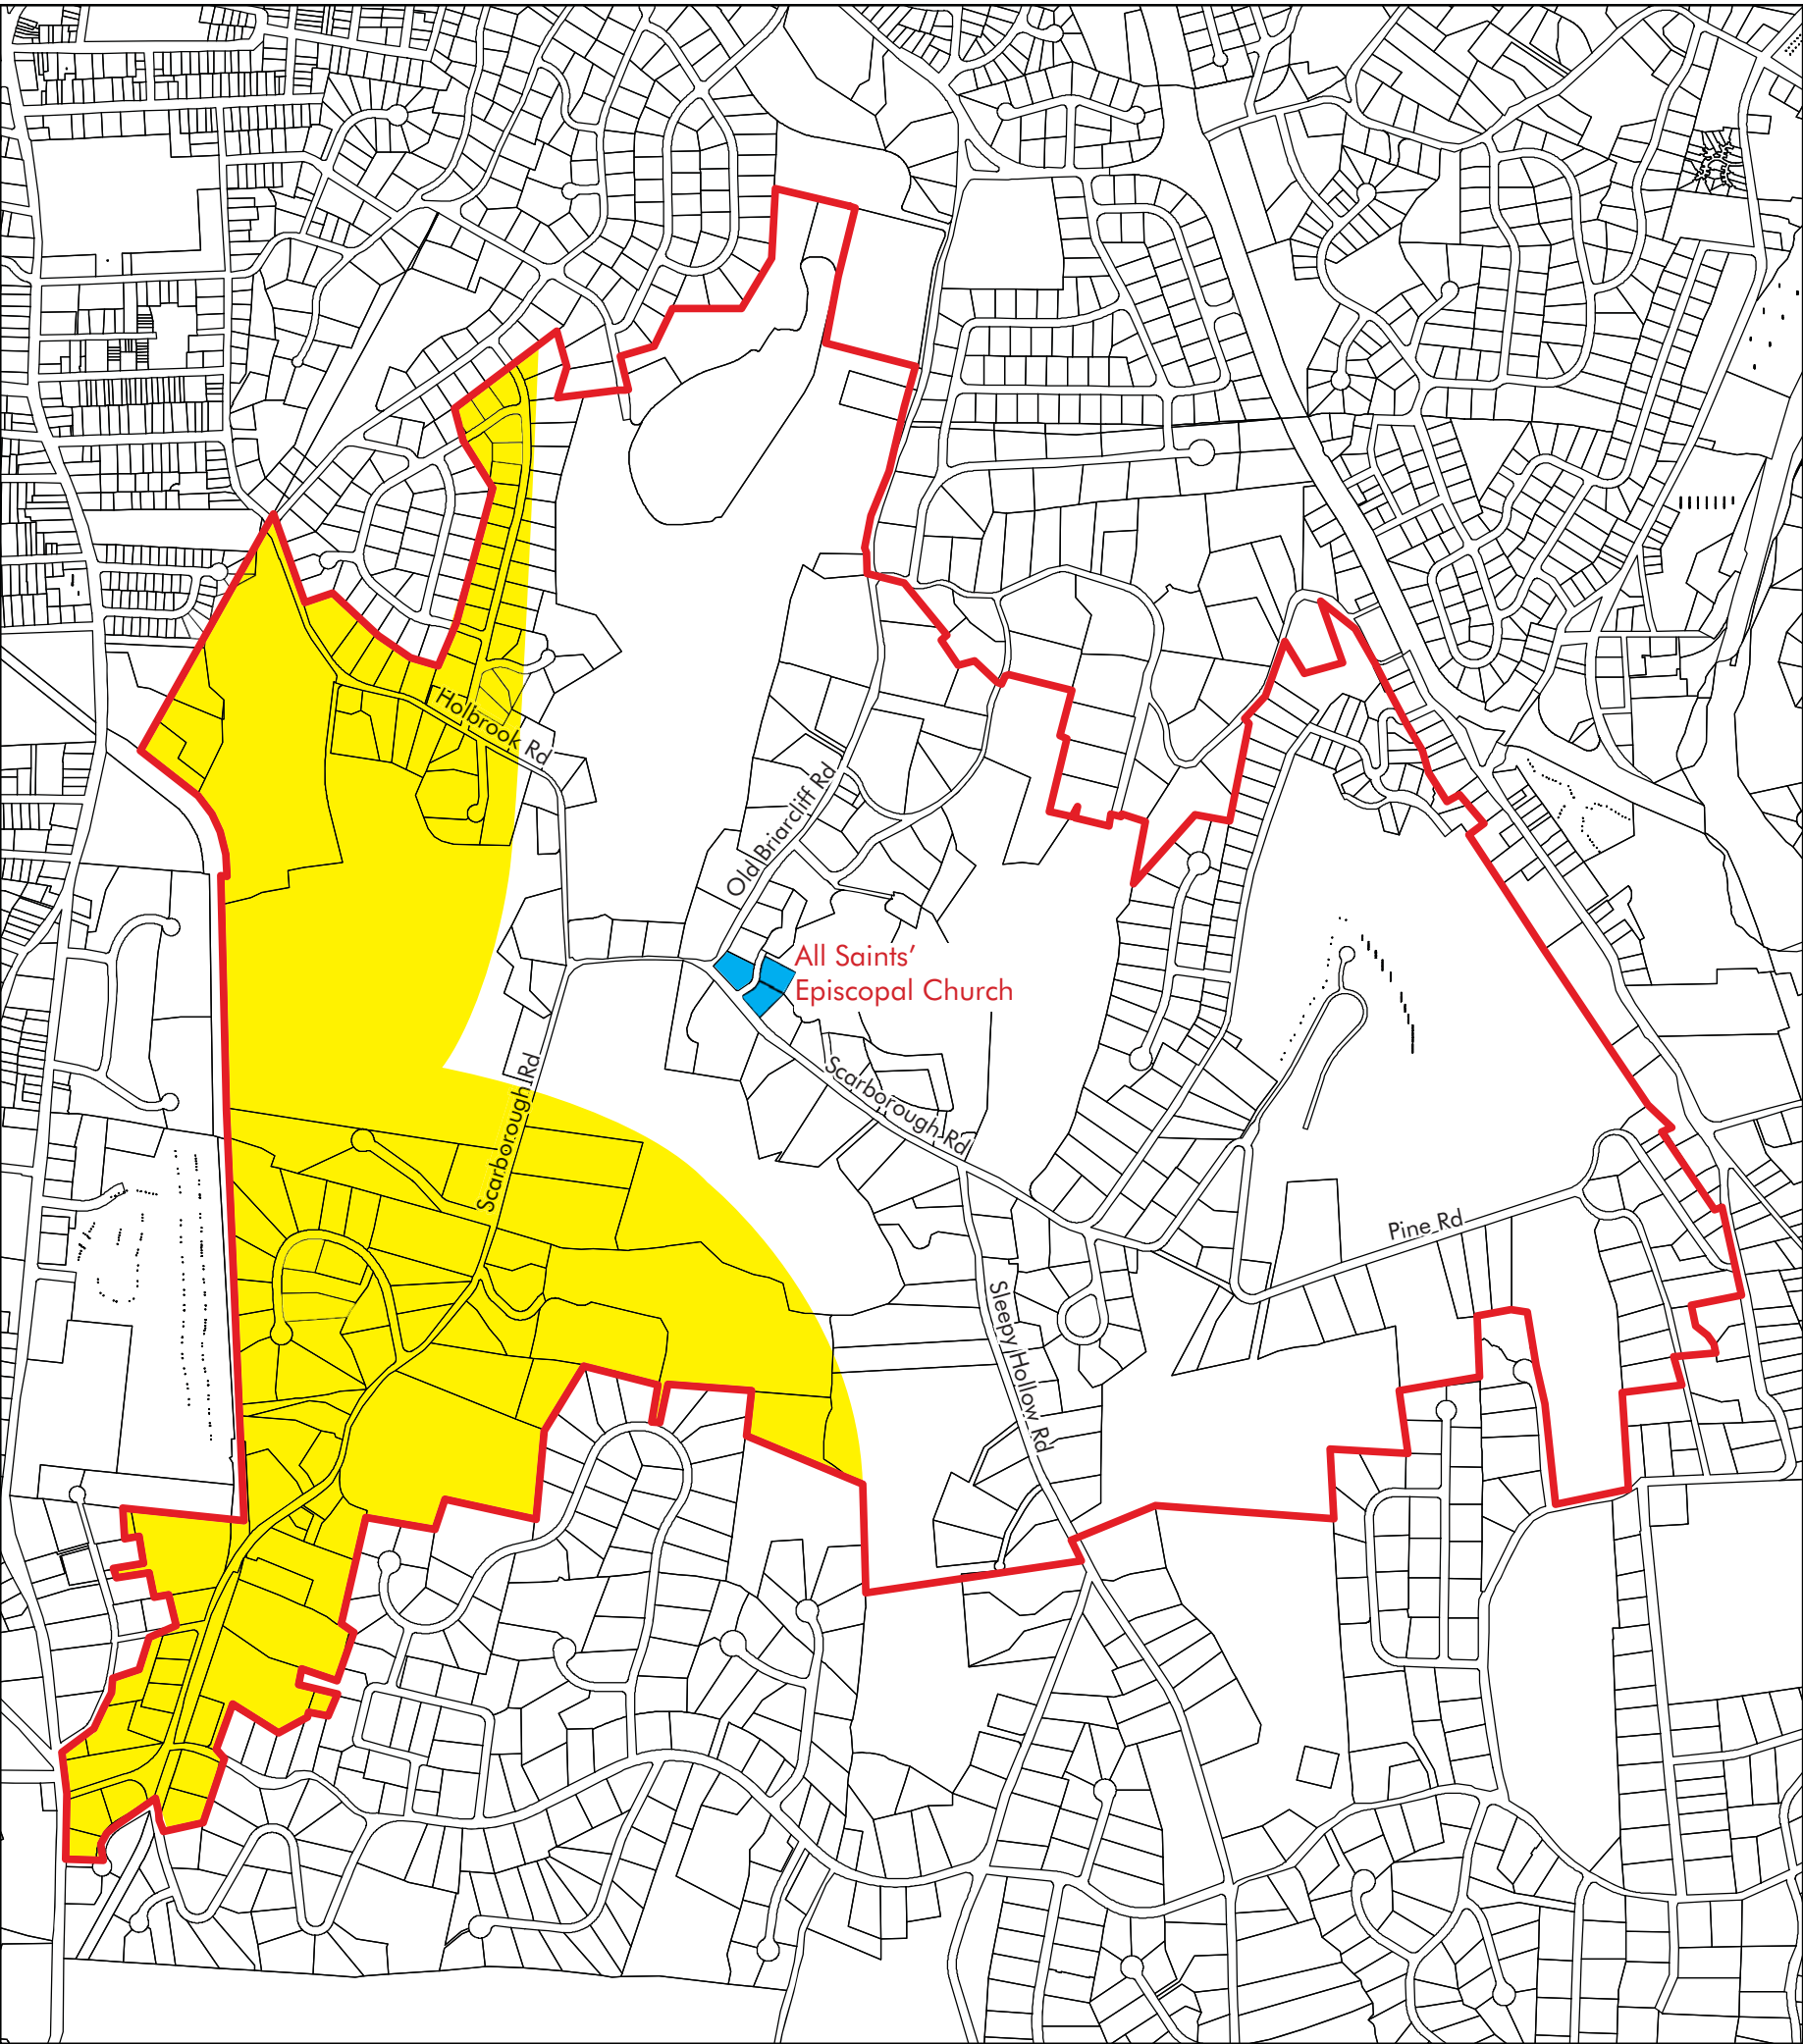 Holbrook Rd
Old Briarcliff Rd
All Saints’
Episcopal Church
Scarborough Rd
Scarborough Rd
Pine Rd
Sleepy Hollow Rd